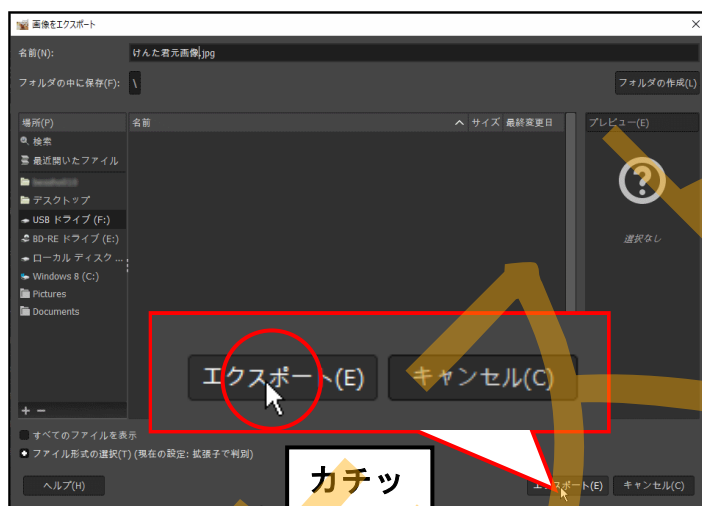 画像をエクスポート
名前(N):
けんた君元画像.jpg
フォルダの中に保存(F):
\
フォルダの作成(L)
場所(P)
名前
サイズ
最終変更日
プレビュー(E)
検索
最近開いたファイル
デスクトップ
USB ドライブ (F:)
BD-RE ドライブ (E:)
ローカル ディスク ...
Windows 8 (C:)
Pictures
Documents
選択なし
エクスポート(E)
キャンセル(C)
すべてのファイルを表示
ファイル形式の選択(T) (現在の設定: 拡張子で判別)
カチッ
ヘルプ(H)
エクスポート(E)
キャンセル(C)